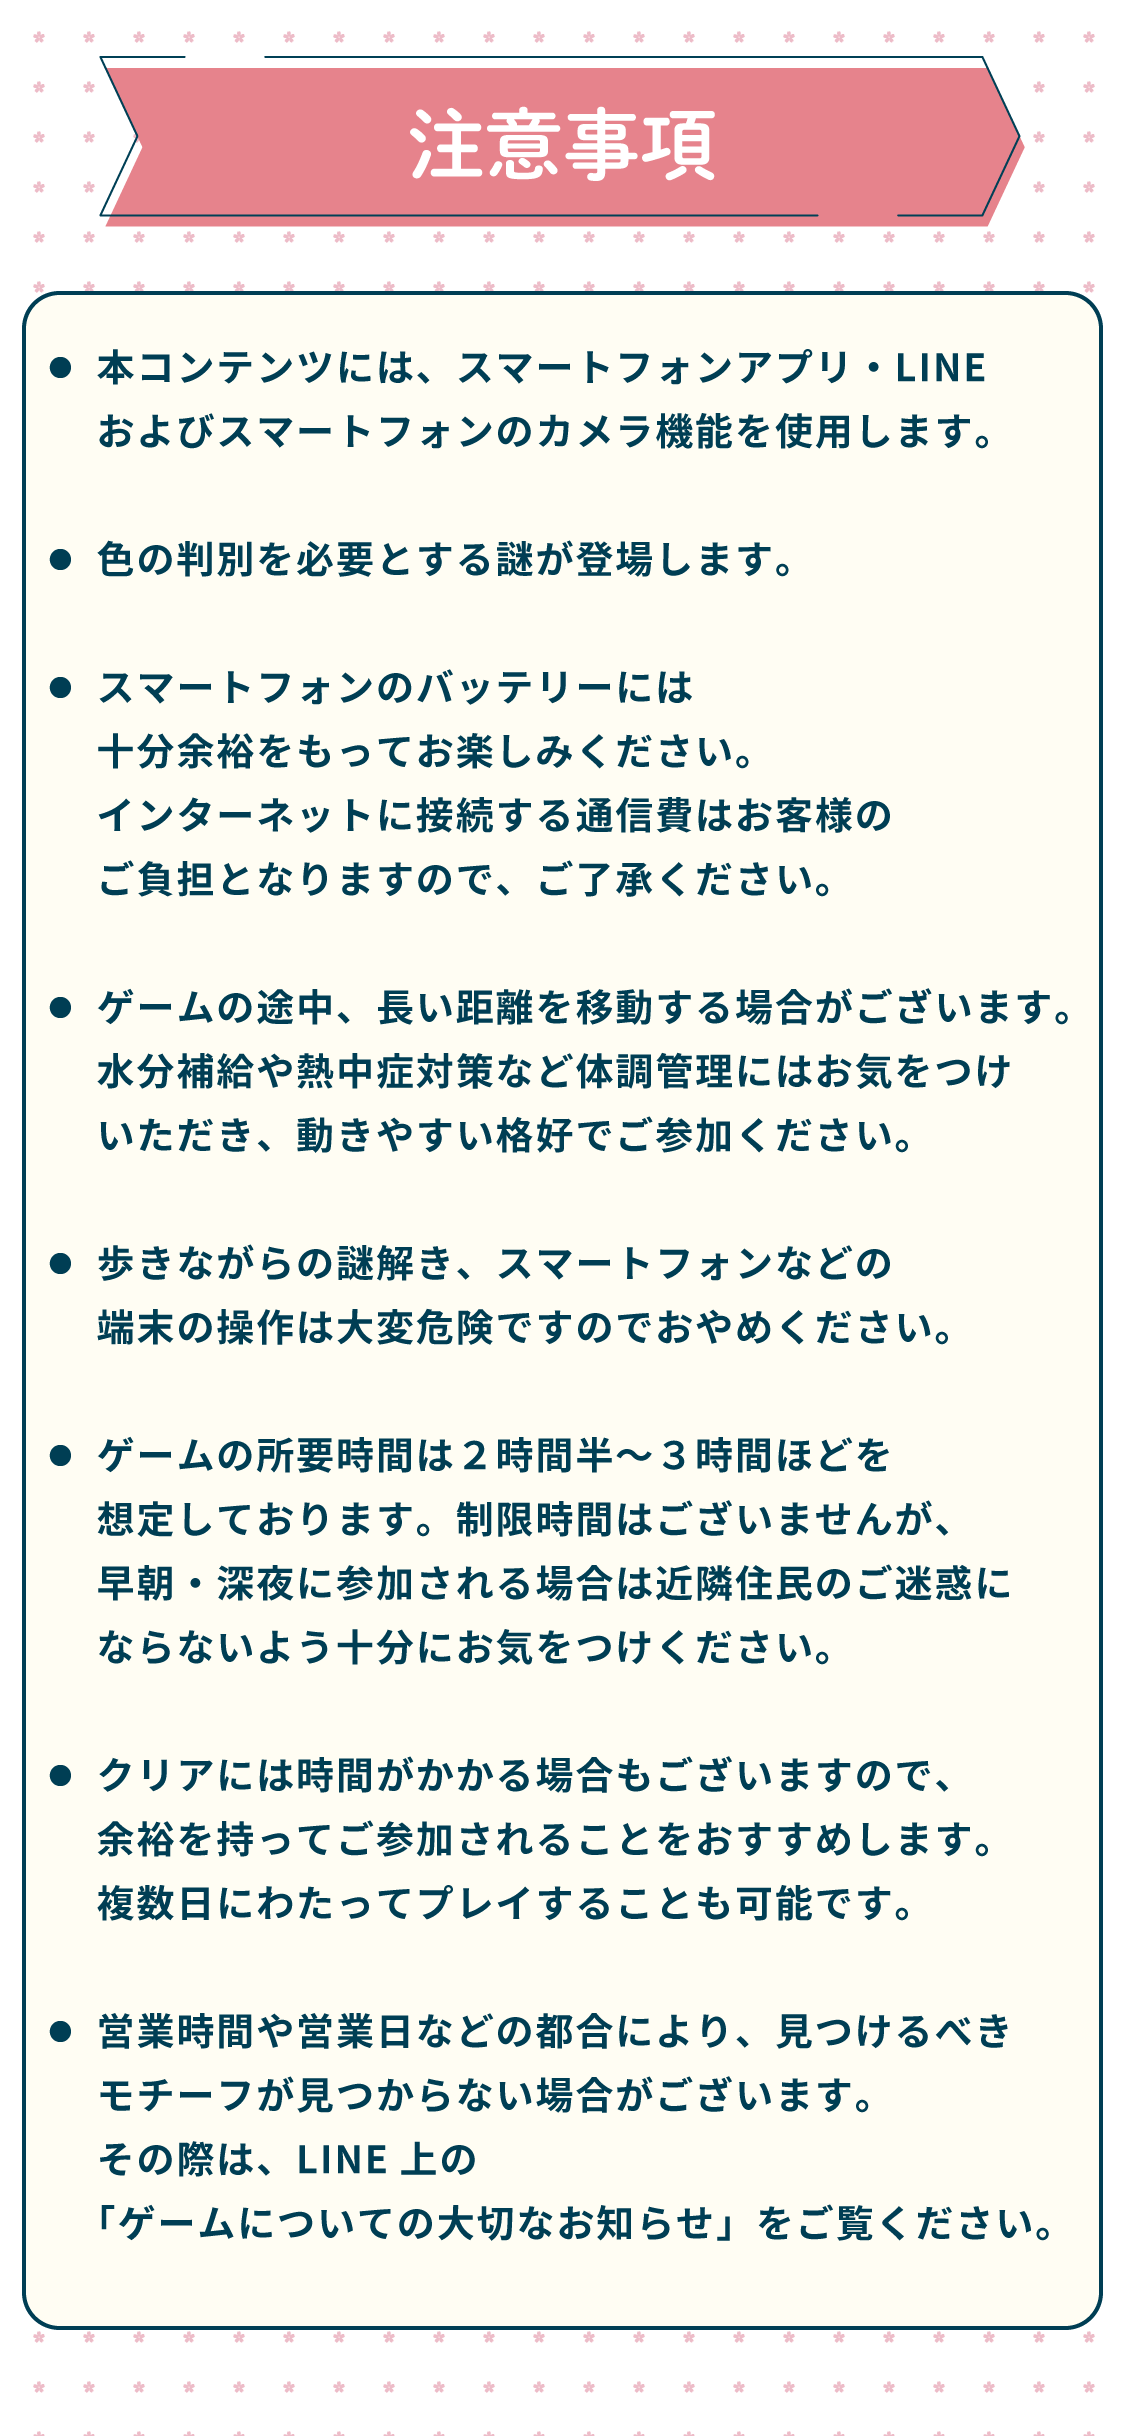 注意事項
● 本コンテンツには、スマートフォンアプリ・LINE
およびスマートフォンのカメラ機能を使用します。
● 色の判別を必要とする謎が登場します。
● スマートフォンのバッテリーには
十分余裕をもってお楽しみください。
インターネットに接続する通信費はお客様の
ご負担となりますので、ご了承ください。
● ゲームの途中、長い距離を移動する場合がございます。
水分補給や熱中症対策など体調管理にはお気をつけ
いただき、動きやすい格好でご参加ください。
● 歩きながらの謎解き、スマートフォンなどの
端末の操作は大変危険ですのでおやめください。
● ゲームの所要時間は２時間半～３時間ほどを
想定しております。制限時間はございませんが、
早朝・深夜に参加される場合は近隣住民のご迷惑に
ならないよう十分にお気をつけください。
● クリアには時間がかかる場合もございますので、
余裕を持ってご参加されることをおすすめします。
複数日にわたってプレイすることも可能です。
● 営業時間や営業日などの都合により、見つけるべき
モチーフが見つからない場合がございます。
その際は、LINE 上の
「ゲームについての大切なお知らせ」をご覧ください。